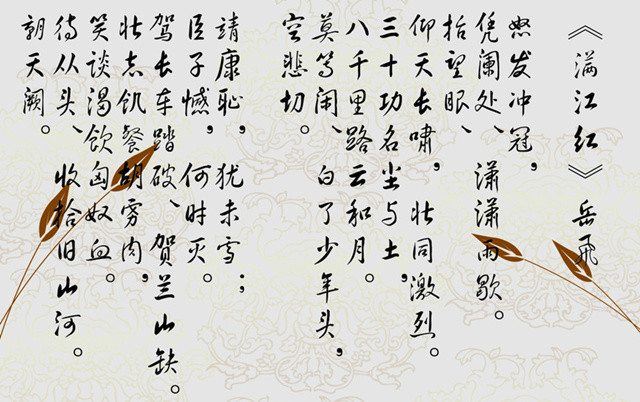 《满江红》岳飞
怒发冲冠,
凭阑处、潇潇雨歇。
抬望眼、
仰天长啸,壮同激烈。
三十功名尘与土,
八千里路云和月。
莫等闲、白了少年头,
空悲切。
靖康耻,犹未雪;
臣子憾,何时灭。
驾长车踏破、贺兰山缺。
壮志饥餐胡虏肉,
笑谈渴饮匈奴血。
待从头、收拾旧山河。
朝天阙。